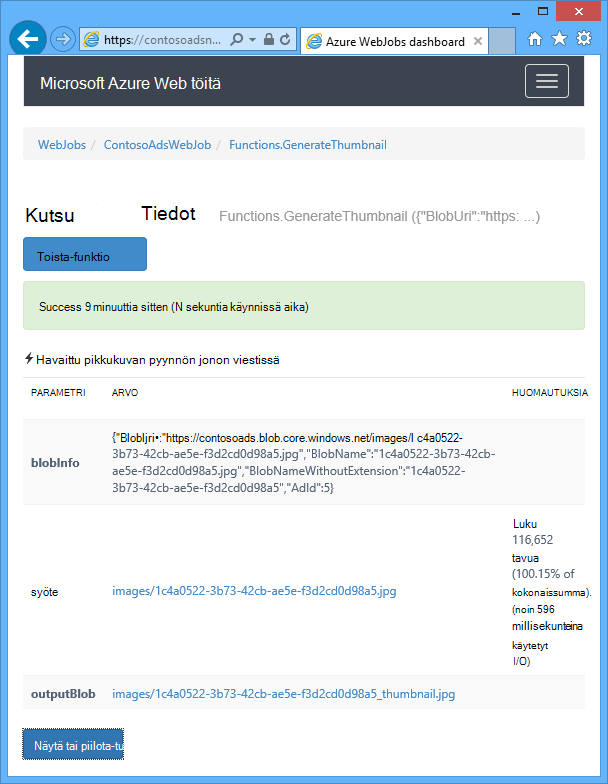 https://contosoadsn...
Azure WebJobs dashboard
Microsoft Azure Web töitä
WebJobs / ContosoAdsWebJob / Functions.GenerateThumbnail
Kutsu Tiedot Functions.GenerateThumbnail ({"BlobUri":"https: ...)
Toista-funktio
Success 9 minuuttia sitten (N sekuntia käynnissä aika)
Havaittu pikkukuvan pyynnön jonon viestissä
PARAMETRI ARVO HUOMAUTUKSIA
{"Blobljri•:"https://contosoads.blob.core.windows.net/images/l c4a0522-
blobInfo 3b73-42cb-ae5e-f3d2cd0d98a5.jpg","BlobName":"1c4a0522-3b73-42cb-
ae5e-f3d2cd0d98a5.jpg","BlobNameWithoutExtension":"1c4a0522-
3b73-42cb-ae5e-f3d2cd0d98a5","AdId":5}
syöte images/1c4a0522-3b73-42cb-ae5e-f3d2cd0d98a5.jpg
Luku
116,652
tavua
(100.15% of
kokonaissumma).
(noin 596
millisekunteina
käytetyt
I/O)
outputBlob images/1c4a0522-3b73-42cb-ae5e-f3d2cd0d98a5_thumbnail.jpg
Näytä tai piilota-tu